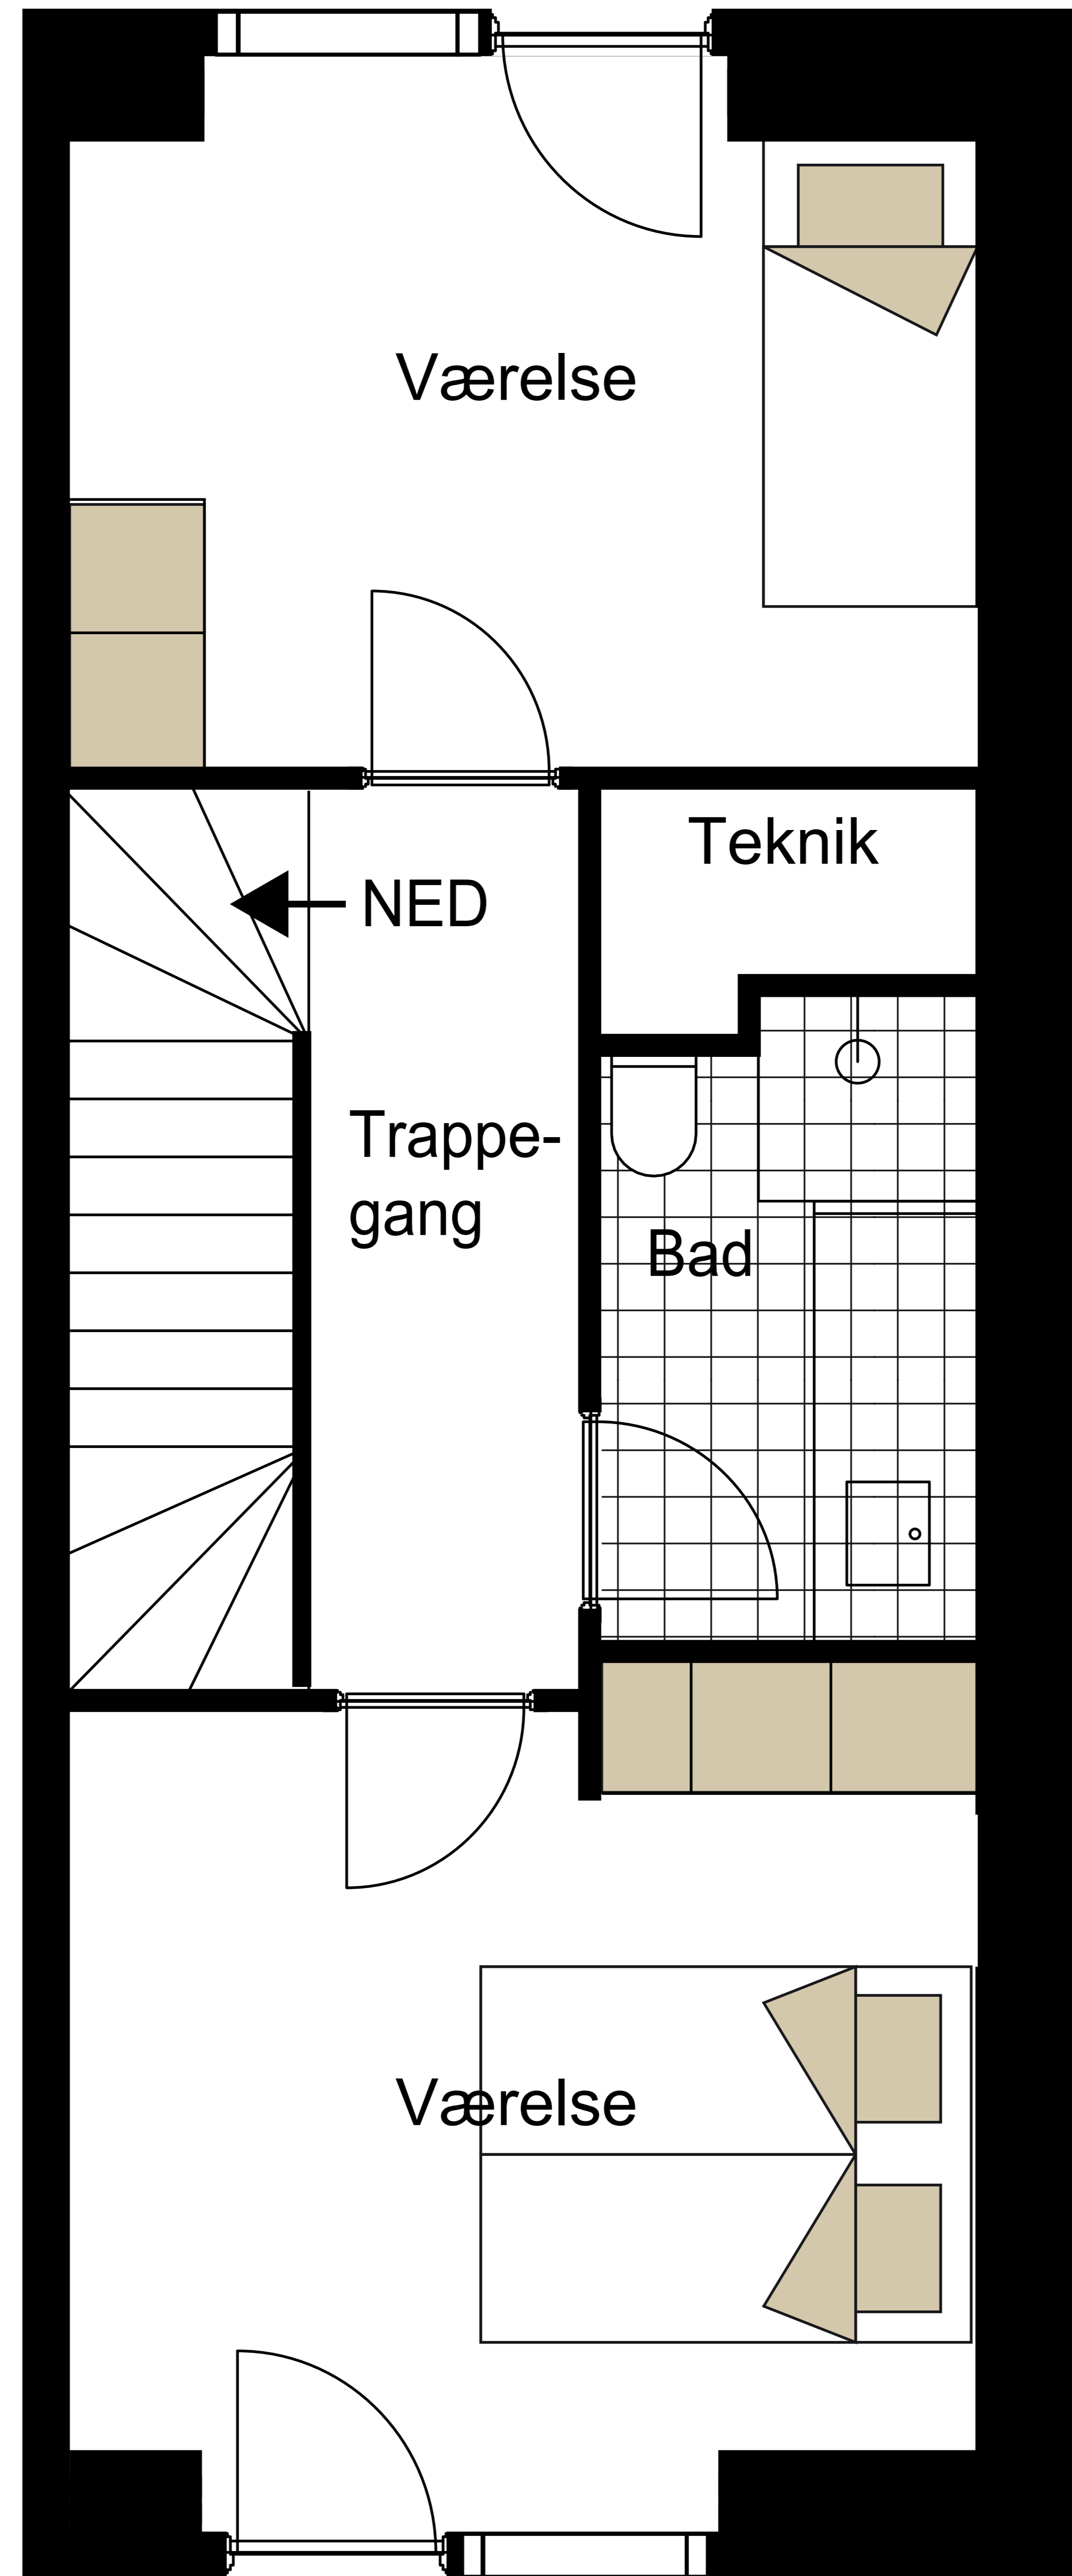 Værelse
Teknik
NED
Trappe-
gang
Bad
Værelse